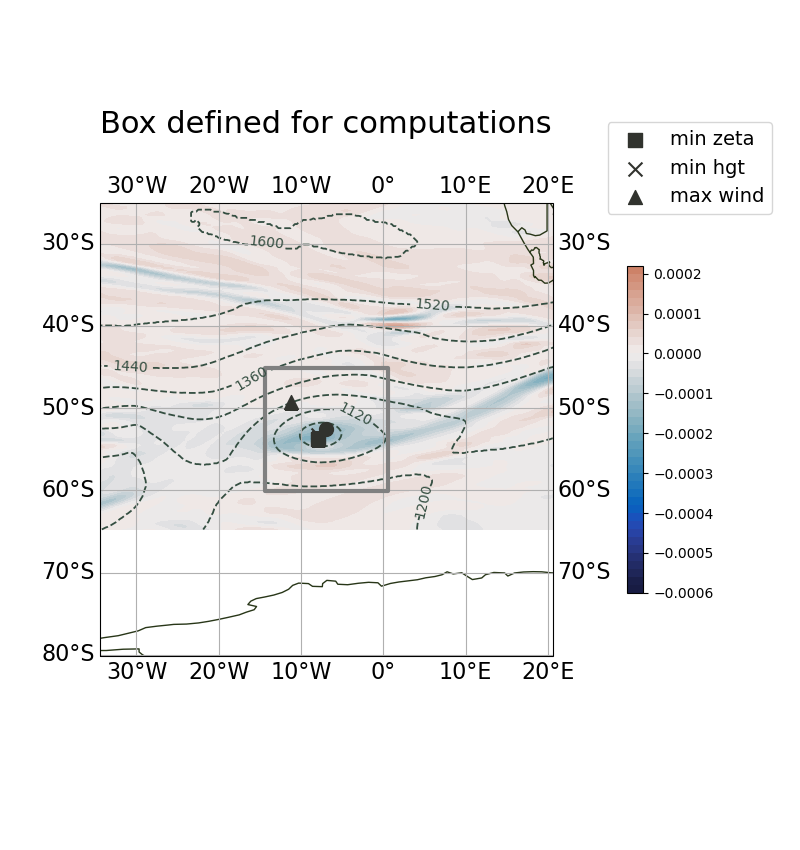 Box defined for computations
min zeta
min hgt
max wind
30°W 20°W 10°W 0° 10°E 20°E
30°S 1600 30°S
1520
40°S 40°S
1440
1360
50°S 1120 50°S
60°S 1200 60°S
70°S 70°S
80°S
30°W 20°W 10°W 0° 10°E 20°E
0.0002
0.0001
0.0000
−0.0001
−0.0002
−0.0003
−0.0004
−0.0005
−0.0006